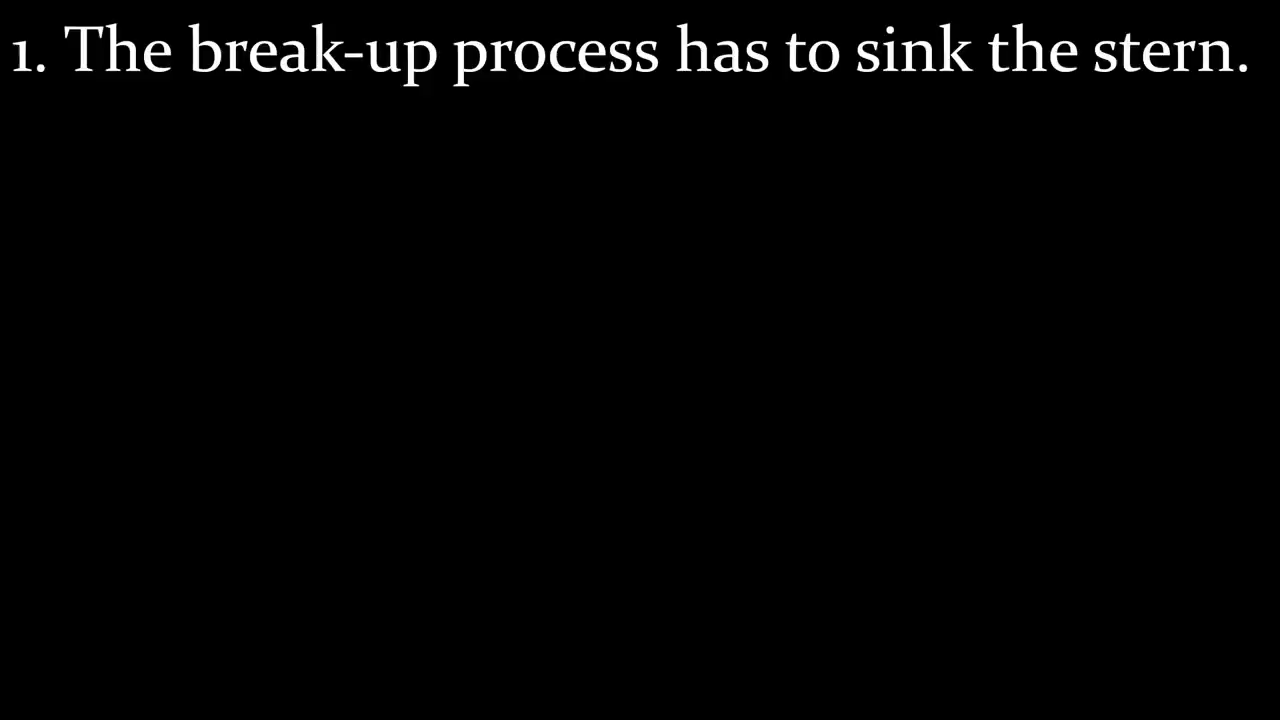 1. The break-up process has to sink the stern.